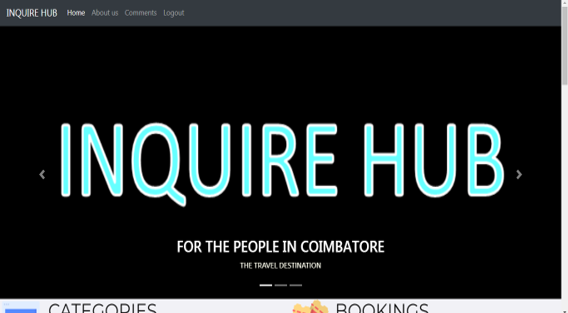 INQUIRE HUB Home About us Comments Logout
INQUIRE HUB
FOR THE PEOPLE IN COIMBATORE
THE TRAVEL DESTINATION
CATEGORIES BOOKINGS